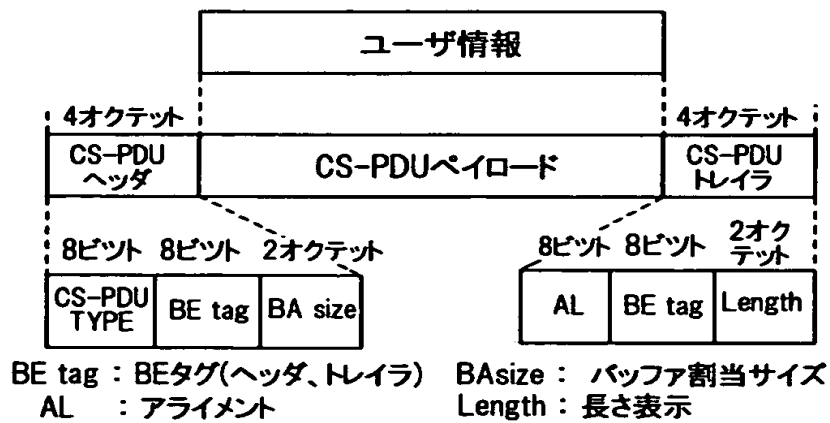 ユーザ情報
4オクテット
4オクテット
CS-PDU
ヘッダ
CS-PDUペイロード
CS-PDU
トレイラ
8ビツト 8ビツト 2オクテット
8ビツト 8ビツト 2オク
テット
CS-PDU
TYPE
BE tag
BA size
AL
BE tag
Length
BE tag : BEタグ(ヘッダ、トレイラ)
BAsize : バッファ割当サイズ
AL : アライメント
Length : 長さ表示